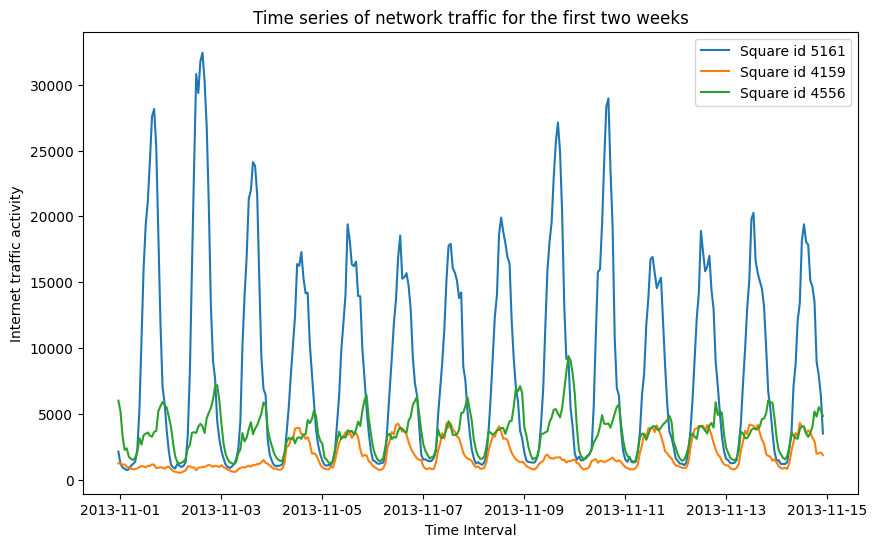 Time series of network traffic for the first two weeks
Square id 5161
Square id 4159
Square id 4556
Internet traffic activity
30000
25000
20000
15000
10000
5000
0
2013-11-01
2013-11-03
2013-11-05
2013-11-07
2013-11-09
2013-11-11
2013-11-13
2013-11-15
Time Interval